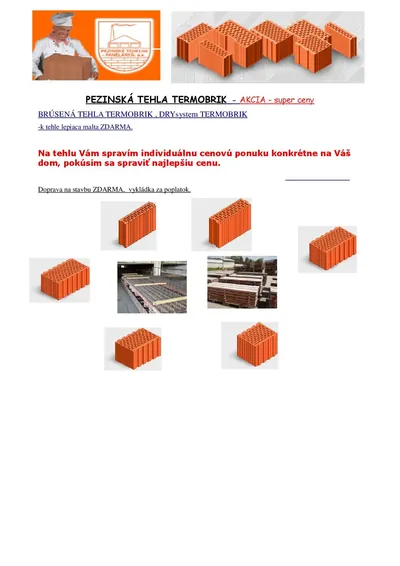 PEZINSKÁ TEHLA TERMOBRIK - AKCIA - super ceny
BRÚSENÁ TEHLA TERMOBRIK , DRYsystem TERMOBRIK
-k tehle lepiaca malta ZDARMA.
Na tehlu Vám spravím individuálnu cenovú ponuku konkrétne na Váš
dom, pokúsim sa spraviť najlepšiu cenu.
Doprava na stavbu ZDARMA, vykládka za poplatok.